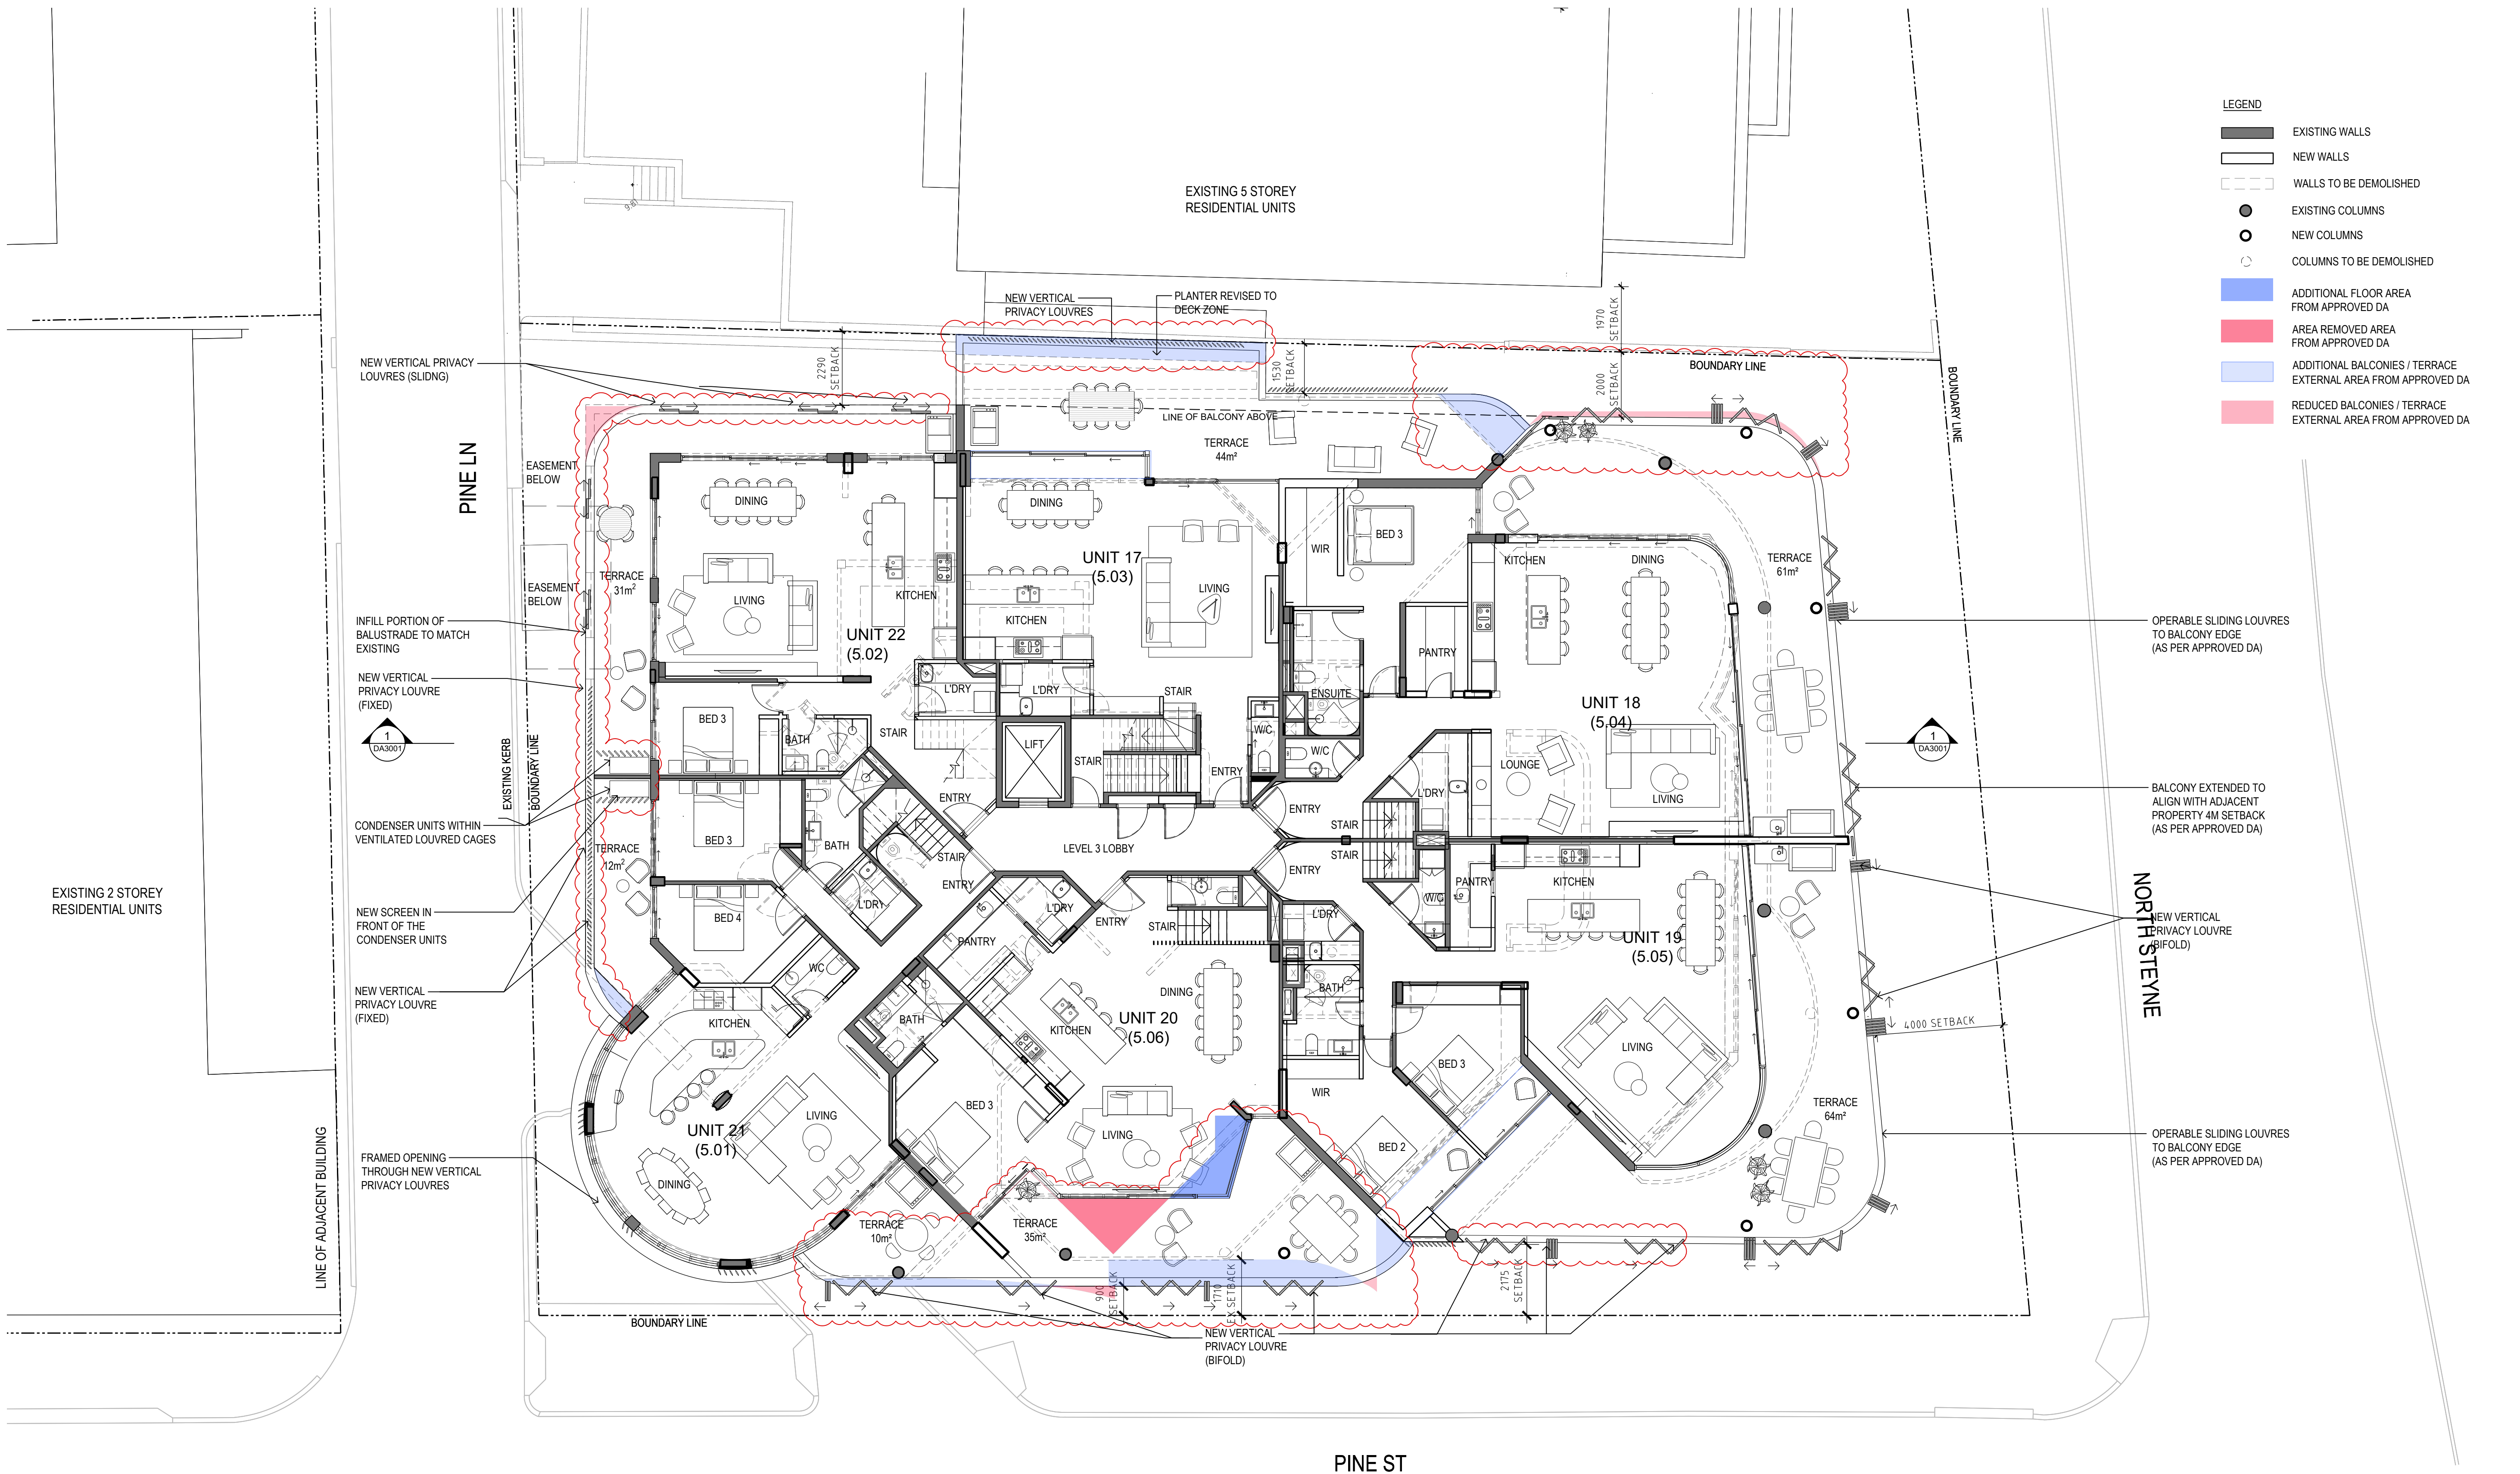 LEGEND
EXISTING WALLS
NEW WALLS
WALLS TO BE DEMOLISHED
EXISTING COLUMNS
NEW COLUMNS
COLUMNS TO BE DEMOLISHED
ADDITIONAL FLOOR AREA
FROM APPROVED DA
AREA REMOVED AREA
FROM APPROVED DA
ADDITIONAL BALCONIES / TERRACE
EXTERNAL AREA FROM APPROVED DA
REDUCED BALCONIES / TERRACE
EXTERNAL AREA FROM APPROVED DA
EXISTING 5 STOREY
RESIDENTIAL UNITS
NEW VERTICAL
PRIVACY LOUVRES
PLANTER REVISED TO
DECK ZONE
1970
SETBACK
2000
SETBACK
1530
SETBACK
2290
SETBACK
BOUNDARY LINE
BOUNDARY LINE
NEW VERTICAL PRIVACY
LOUVRES (SLIDNG)
PINE LN
EASEMENT
BELOW
EASEMENT
BELOW
LINE OF BALCONY ABOVE
TERRACE
44m²
DINING
DINING
UNIT 17
(5.03)
WIR
BED 3
KITCHEN
DINING
TERRACE
61m²
TERRACE
31m²
LIVING
KITCHEN
LIVING
KITCHEN
UNIT 22
(5.02)
PANTRY
INFILL PORTION OF
BALUSTRADE TO MATCH
EXISTING
OPERABLE SLIDING LOUVRES
TO BALCONY EDGE
(AS PER APPROVED DA)
NEW VERTICAL
PRIVACY LOUVRE
(FIXED)
L'DRY
L'DRY
STAIR
ENSUITE
UNIT 18
(5.04)
BED 3
BATH
STAIR
LIFT
STAIR
W/C
W/C
ENTRY
LOUNGE
1
DA3001
1
DA3001
EXISTING KERB
BOUNDARY LINE
ENTRY
ENTRY
L'DRY
LIVING
BALCONY EXTENDED TO
ALIGN WITH ADJACENT
PROPERTY 4M SETBACK
(AS PER APPROVED DA)
CONDENSER UNITS WITHIN
VENTILATED LOUVRED CAGES
BED 3
BATH
STAIR
LEVEL 3 LOBBY
STAIR
STAIR
TERRACE
12m²
ENTRY
ENTRY
PANTRY
KITCHEN
EXISTING 2 STOREY
RESIDENTIAL UNITS
NEW SCREEN IN
FRONT OF THE
CONDENSER UNITS
BED 4
L'DRY
L'DRY
ENTRY
STAIR
L'DRY
W/C
NEW VERTICAL
PRIVACY LOUVRE
(BIFOLD)
NORTH STEYNE
PANTRY
UNIT 19
(5.05)
WC
DINING
BATH
NEW VERTICAL
PRIVACY LOUVRE
(FIXED)
KITCHEN
BATH
KITCHEN
UNIT 20
(5.06)
4000 SETBACK
LIVING
BED 3
WIR
BED 3
LIVING
UNIT 21
(5.01)
LIVING
BED 2
TERRACE
64m²
LINE OF ADJACENT BUILDING
FRAMED OPENING
THROUGH NEW VERTICAL
PRIVACY LOUVRES
OPERABLE SLIDING LOUVRES
TO BALCONY EDGE
(AS PER APPROVED DA)
DINING
TERRACE
10m²
TERRACE
35m²
900
SETBACK
1710
EX SETBACK
2175
SETBACK
BOUNDARY LINE
NEW VERTICAL
PRIVACY LOUVRE
(BIFOLD)
PINE ST